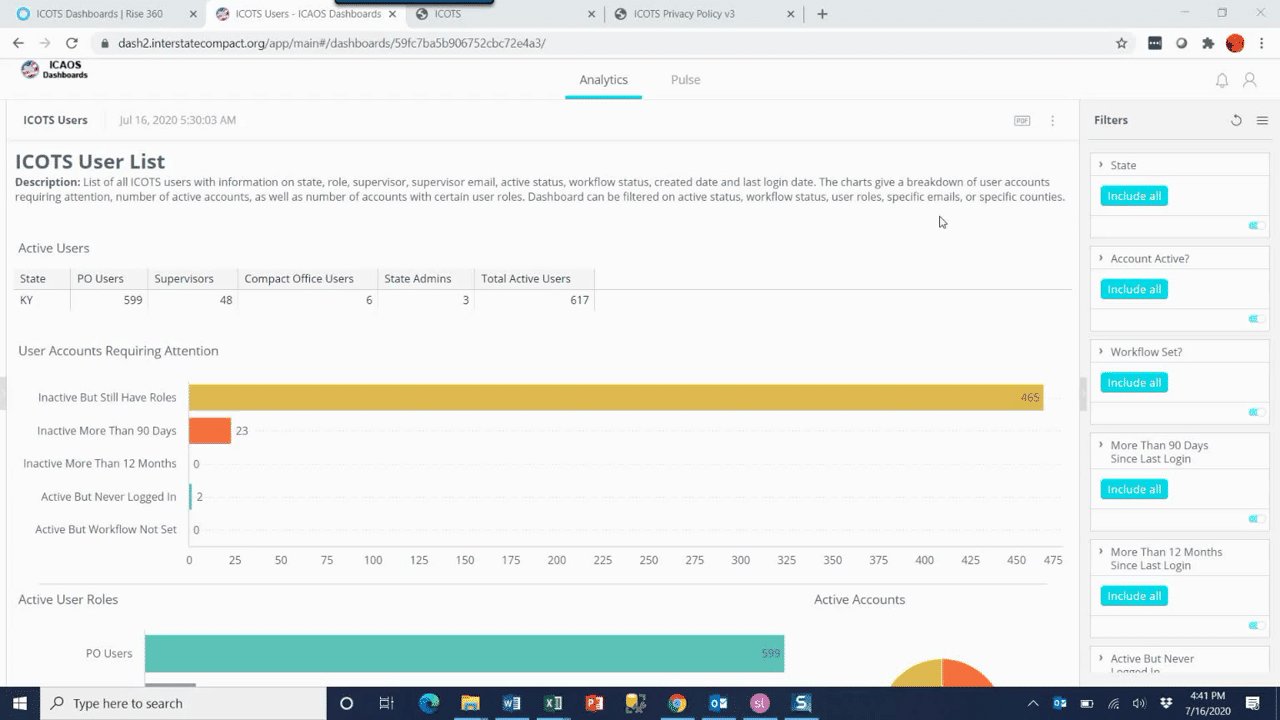 ICOTS Dashboards | Rise 360
ICOTS Users - ICAOS Dashboards
ICOTS
ICOTS Privacy Policy v3
dash2.interstatecompact.org/app/main#/dashboards/59fc7ba5b906752cbc72e4a3/
ICAOS
Dashboards
Analytics
Pulse
ICOTS Users
Jul 16, 2020 5:30:03 AM
PDF
Filters
ICOTS User List
Description: List of all ICOTS users with information on state, role, supervisor, supervisor email, active status, workflow status, created date and last login date. The charts give a breakdown of user accounts
requiring attention, number of active accounts, as well as number of accounts with certain user roles. Dashboard can be filtered on active status, workflow status, user roles, specific emails, or specific counties.
Active Users
State PO Users Supervisors Compact Office Users State Admins Total Active Users
KY 599 48 6 3 617
User Accounts Requiring Attention
Inactive But Still Have Roles 465
Inactive More Than 90 Days 23
Inactive More Than 12 Months 0
Active But Never Logged In 2
Active But Workflow Not Set 0
0 25 50 75 100 125 150 175 200 225 250 275 300 325 350 375 400 425 450 475
Active User Roles
Active Accounts
PO Users 599
State
Include all
Account Active?
Include all
Workflow Set?
Include all
More Than 90 Days
Since Last Login
Include all
More Than 12 Months
Since Last Login
Include all
Active But Never
Logged In
Type here to search
4:41 PM
7/16/2020